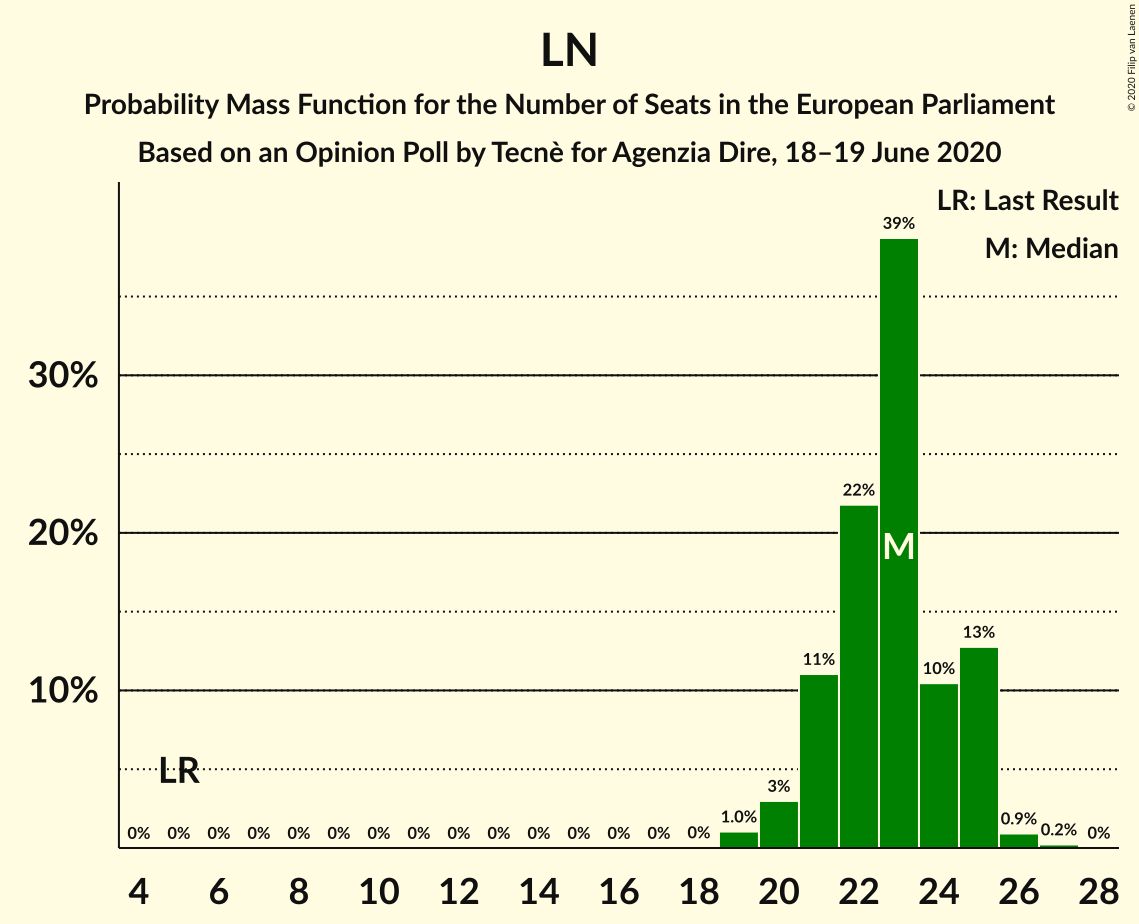 LN
Probability Mass Function for the Number of Seats in the European Parliament
Based on an Opinion Poll by Tecnè for Agenzia Dire, 18–19 June 2020
© 2020 Filip van Laenen
LR: Last Result
M: Median
39%
30%
22%
20%
M
13%
11%
10%
10%
LR
3%
0% 0% 0% 0% 0% 0% 0% 0% 0% 0% 0% 0% 0% 0% 0% 1.0% 0.9% 0.2% 0%
4 6 8 10 12 14 16 18 20 22 24 26 28